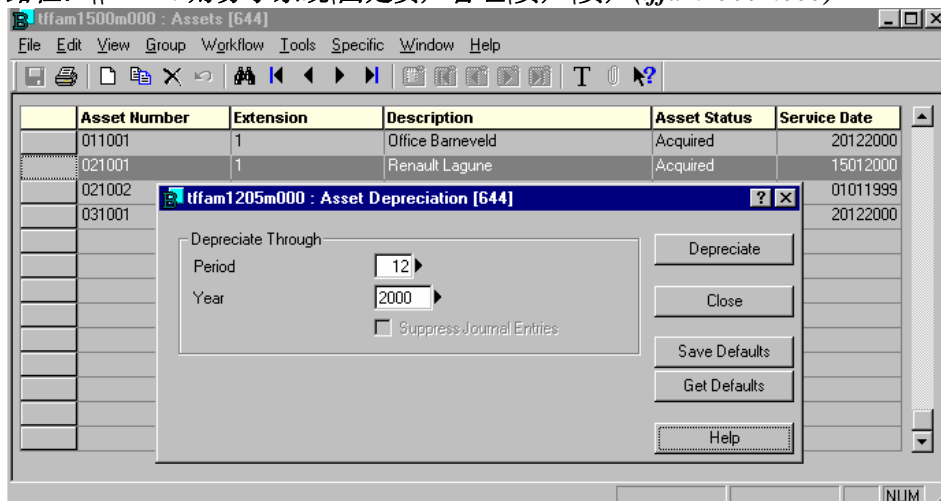 tffam1500m000 : Assets [644]
File Edit View Group Workflow Tools Specific Window Help
T
Asset Number Extension Description Asset Status Service Date
011001 1 Office Barneveld Acquired 20122000
021001 1 Renault Lagune Acquired 15012000
021002 01011999
031001 20122000
tffam1205m000 : Asset Depreciation [644]
Depreciate Through
Period 12
Year 2000
Suppress Journal Entries
Depreciate
Close
Save Defaults
Get Defaults
Help
NUM